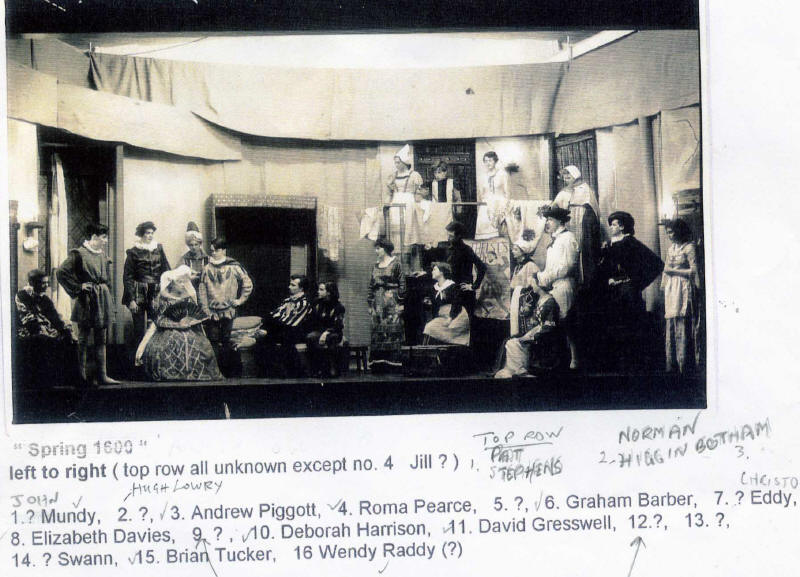 " Spring 1600 "
TOP ROW
NORMAN
left to right ( top row all unknown except no. 4 Jill ? ) 1. PAT STEPHENS 2. HIGGINBOTHAM 3.
JOHN HUGH LOWRY CHRISTO
1.? Mundy, 2. ?, 3. Andrew Piggott, 4. Roma Pearce, 5. ?, 6. Graham Barber, 7. ? Eddy,
8. Elizabeth Davies, 9. ?, 10. Deborah Harrison, 11. David Gresswell, 12.?, 13. ?,
14. ? Swann, 15. Brian Tucker, 16 Wendy Raddy (?)